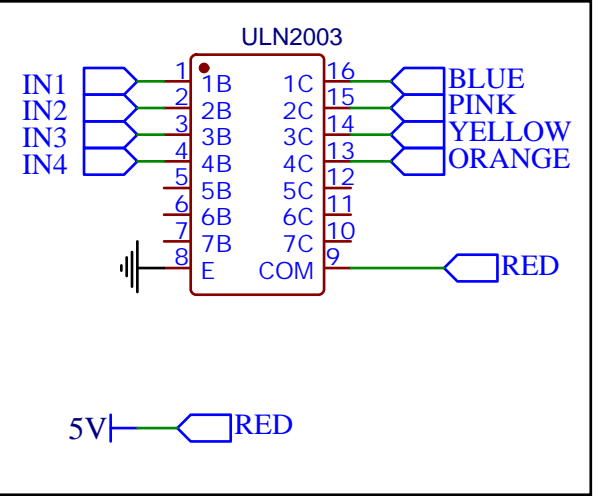 ULN2003
IN1 1 1B 1C 16 BLUE
IN2 2 2B 2C 15 PINK
IN3 3 3B 3C 14 YELLOW
IN4 4 4B 4C 13 ORANGE
5 5B 5C 12
6 6B 6C 11
7 7B 7C 10
8 E COM 9 RED
5V RED